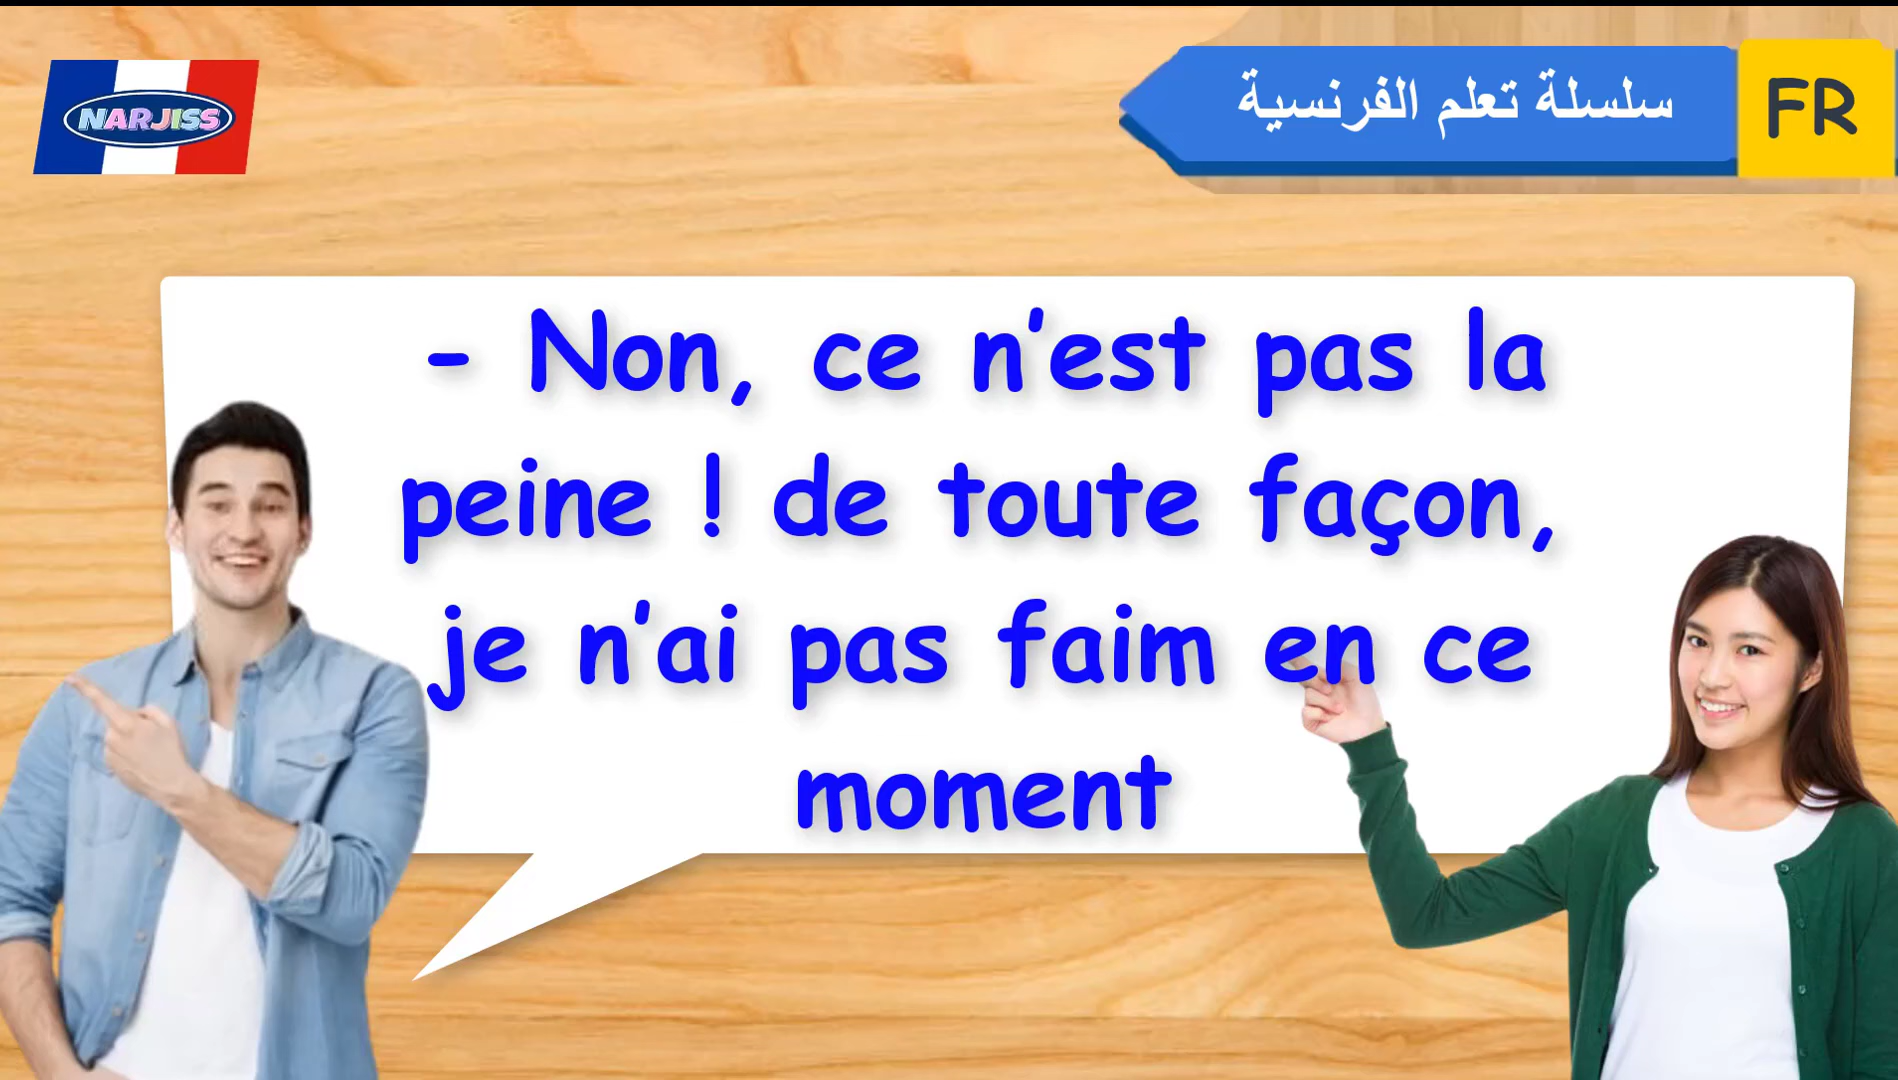 NARJISS
سلسلة تعلم الفرنسية
FR
- Non, ce n'est pas la
peine ! de toute façon,
je n'ai pas faim en ce
moment